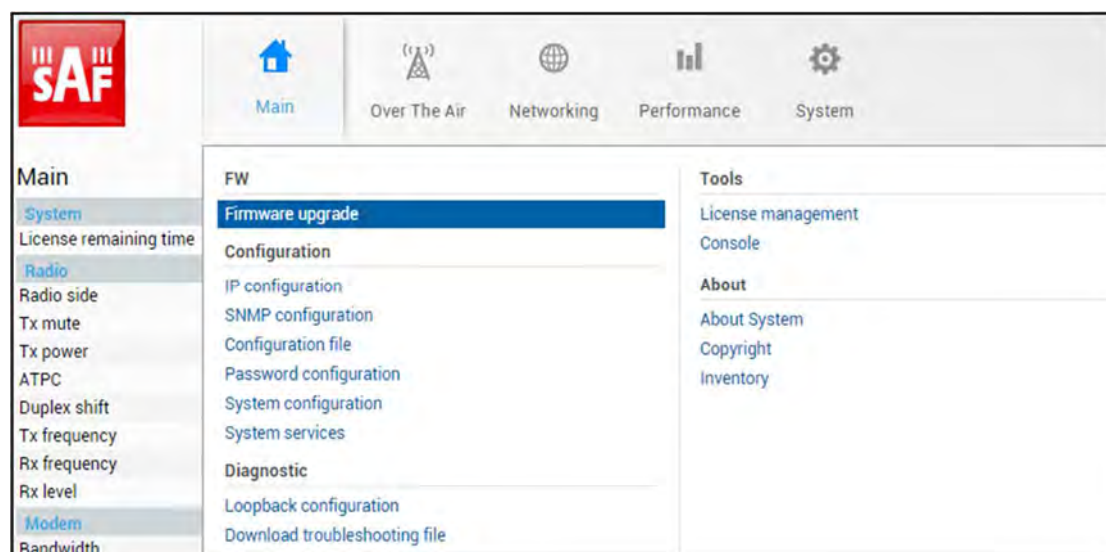 SAF
Main
Over The Air
Networking
Performance
System
Main
System
License remaining time
Radio
Radio side
Tx mute
Tx power
ATPC
Duplex shift
Tx frequency
Rx frequency
Rx level
Modem
Bandwidth
FW
Firmware upgrade
Configuration
IP configuration
SNMP configuration
Configuration file
Password configuration
System configuration
System services
Diagnostic
Loopback configuration
Download troubleshooting file
Tools
License management
Console
About
About System
Copyright
Inventory